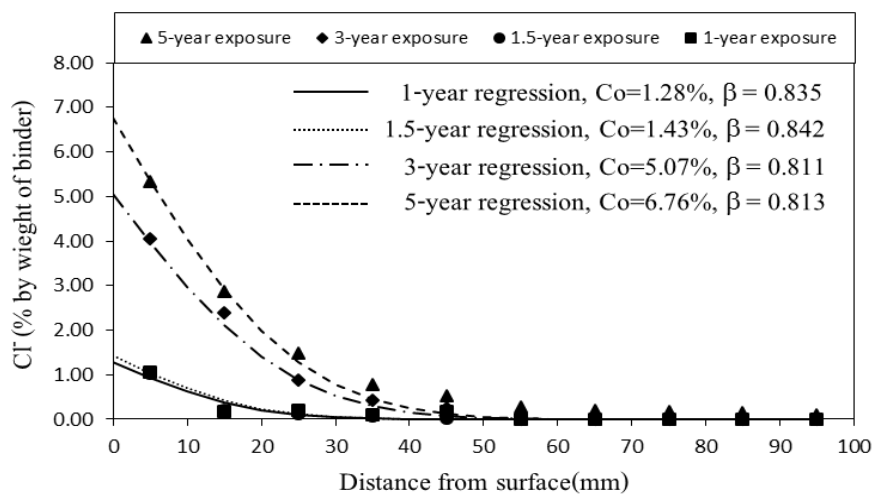 5-year exposure 3-year exposure 1.5-year exposure 1-year exposure
8.00
7.00
6.00
5.00
4.00
3.00
2.00
1.00
0.00
1-year regression, Co=1.28%, β = 0.835
1.5-year regression, Co=1.43%, β = 0.842
3-year regression, Co=5.07%, β = 0.811
5-year regression, Co=6.76%, β = 0.813
Cl⁻ (% by wieght of binder)
0 10 20 30 40 50 60 70 80 90 100
Distance from surface(mm)